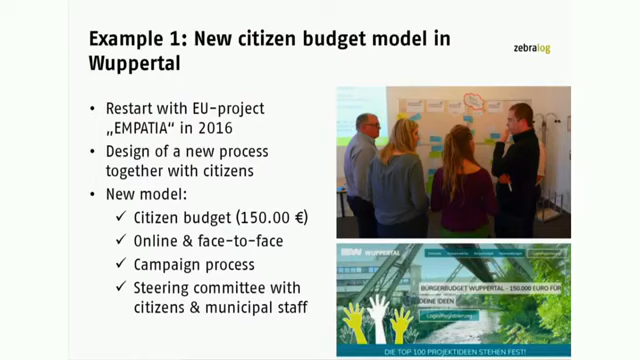 Example 1: New citizen budget model in
Wuppertal
zebralog
• Restart with EU-project
„EMPATIA“ in 2016
• Design of a new process
together with citizens
• New model:
✓ Citizen budget (150.00 €)
✓ Online & face-to-face
✓ Campaign process
✓ Steering committee with
citizens & municipal staff
WUPPERTAL
BÜRGERBUDGET WUPPERTAL - 150.000 EURO FÜR
DEINE IDEEN
Login/Registrierung
DIE TOP 100 PROJEKTIDEEN STEHEN FEST!